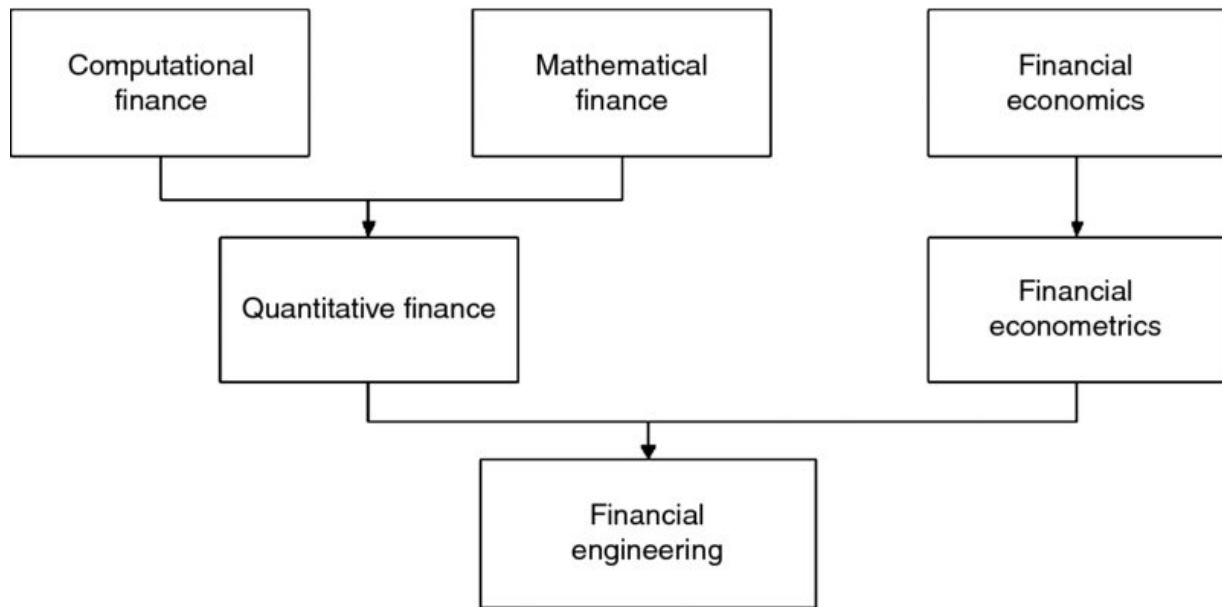 Computational
finance
Mathematical
finance
Financial
economics
Quantitative finance
Financial
econometrics
Financial
engineering